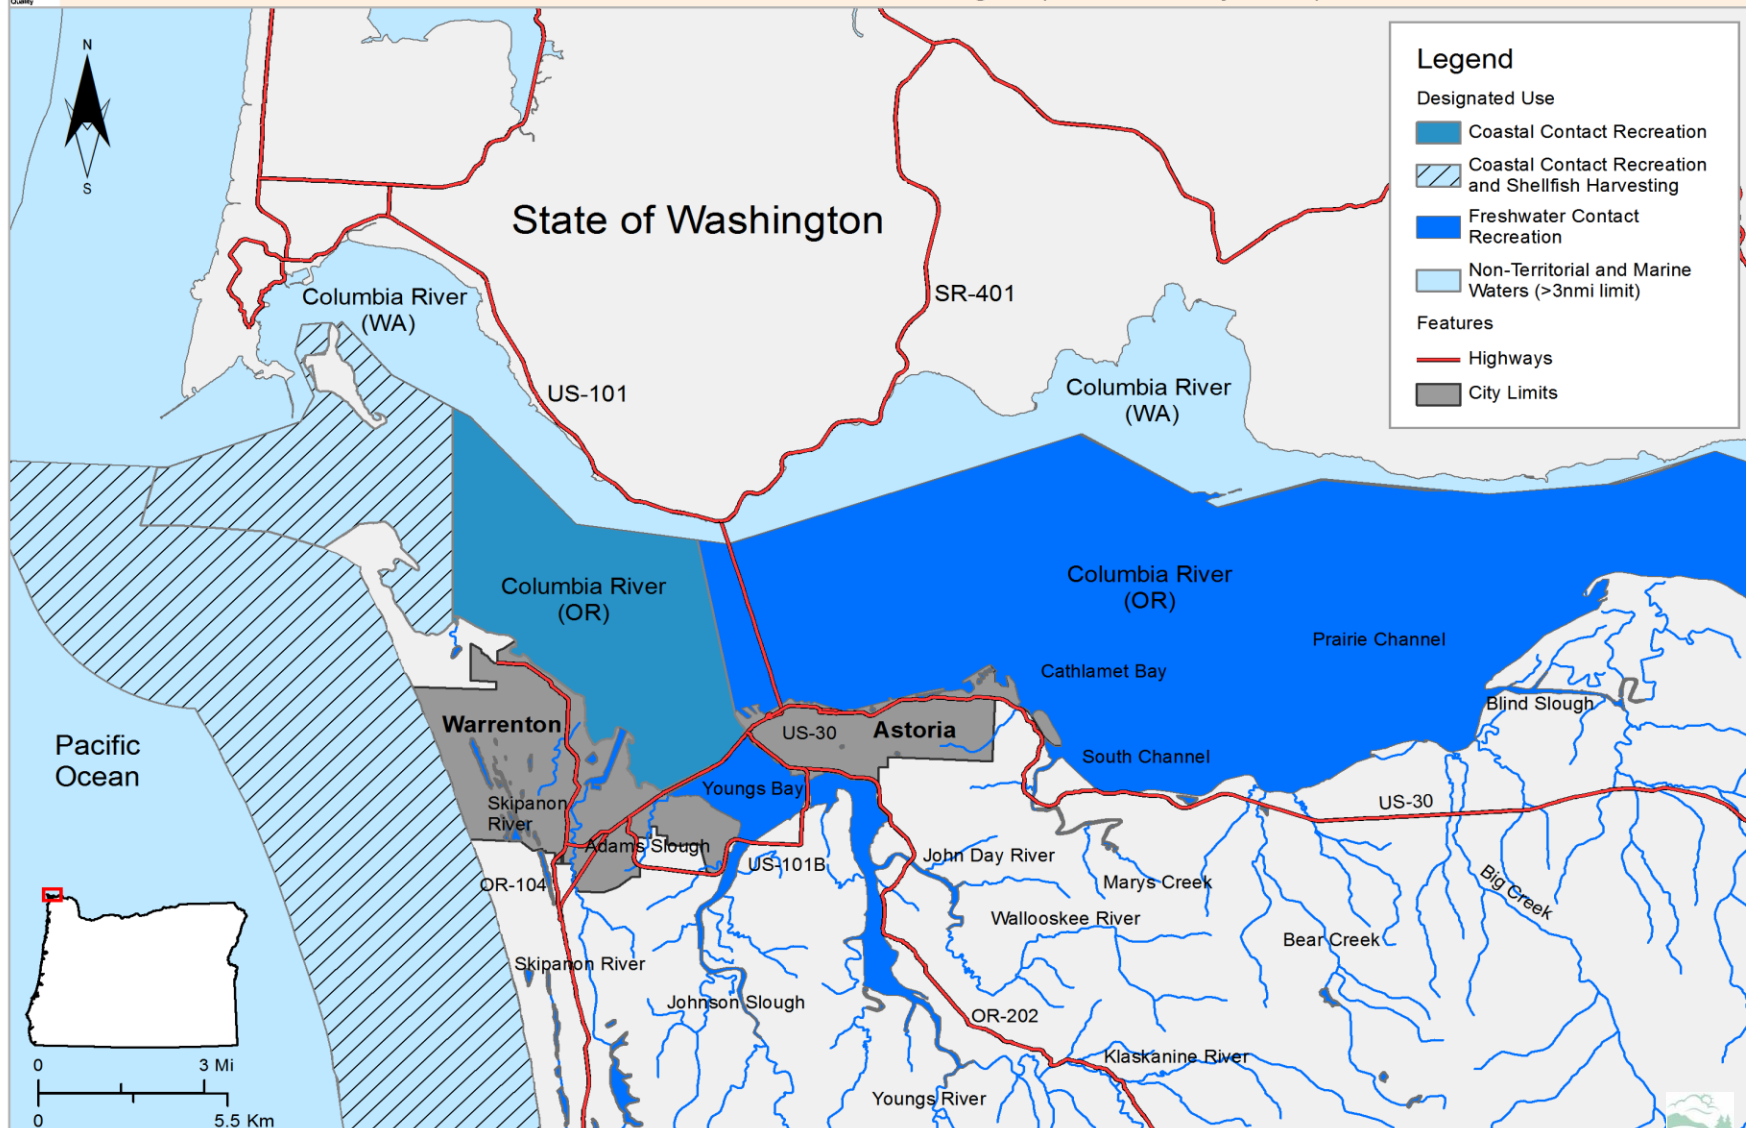 Quality
N
S
Legend
Designated Use
Coastal Contact Recreation
Coastal Contact Recreation
and Shellfish Harvesting
Freshwater Contact
Recreation
Non-Territorial and Marine
Waters (>3nmi limit)
Features
Highways
City Limits
State of Washington
Columbia River
(WA)
SR-401
US-101
Columbia River
(WA)
Columbia River
(OR)
Columbia River
(OR)
Prairie Channel
Cathlamet Bay
Blind Slough
Warrenton
US-30
Astoria
South Channel
Pacific
Ocean
Youngs Bay
US-30
Skipanon
River
Adams Slough
US-101B
John Day River
OR-104
Marys Creek
Big Creek
Wallooskee River
Bear Creek
Skipanon River
Johnson Slough
OR-202
Klaskanine River
Youngs River
0
3 Mi
0
5.5 Km